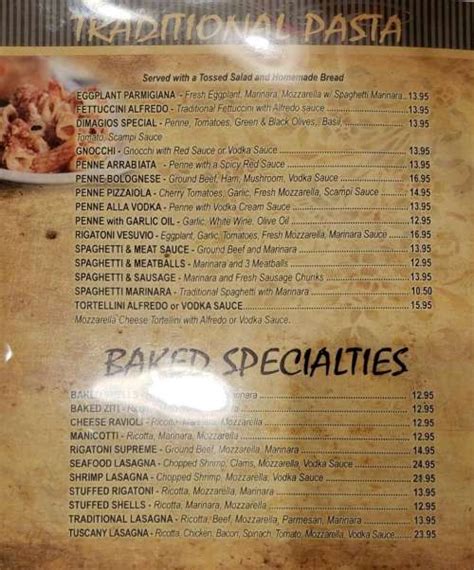 TRADITIONAL PASTA
Served with a Tossed Salad and Homemade Bread
EGGPLANT PARMIGIANA - Fresh Eggplant, Marinara, Mozzarella w. Spaghetti Marinara..13.95
FETTUCCINI ALFREDO - Traditional Fettuccini with Alfredo sauce 13.95
DIMAGIOS SPECIAL - Penne, Tomatoes, Green & Black Olives, Basil, 13.95
Tomato, Scampi Sauce
GNOCCHI - Gnocchi with Red Sauce or Vodka Sauce 13.95
PENNE ARRABIATA - Penne with a Spicy Red Sauce 13.95
PENNE BOLOGNESE - Ground Beef, Ham, Mushroom, Vodka Sauce 16.95
PENNE PIZZAIOLA - Cherry Tomatoes, Garlic, Fresh Mozzarella, Scampi Sauce 14.95
PENNE ALLA VODKA - Penne with Vodka Cream Sauce 13.95
PENNE with GARLIC OIL - Garlic, White Wine, Olive Oil 12.95
RIGATONI VESUVIO - Eggplant, Garlic, Tomatoes, Fresh Mozzarella, Marinara Sauce 16.95
SPAGHETTI & MEAT SAUCE - Ground Beef and Marinara 13.95
SPAGHETTI & MEATBALLS - Marinara and 3 Meatballs 12.95
SPAGHETTI & SAUSAGE - Marinara and Fresh Sausage Chunks 13.95
SPAGHETTI MARINARA - Traditional Spaghetti with Marinara 10.50
TORTELLINI ALFREDO or VODKA SAUCE 15.95
Mozzarella Cheese Tortellini with Alfredo or Vodka Sauce.
BAKED SPECIALTIES
BAKED Marinara, Mozzarella 12.95
BAKED ZITI - Ricotta, Marinara, Mozzarella 12.95
CHEESE RAVIOLI - Ricotta, Marinara, Mozzarella 12.95
MANICOTTI - Ricotta, Marinara, Mozzarella 12.95
RIGATONI SUPREME - Ground Beef, Mozzarella, Marinara 14.95
SEAFOOD LASAGNA - Chopped Shrimp, Clams, Mozzarella, Vodka Sauce 24.95
SHRIMP LASAGNA - Chopped Shrimp, Mozzarella, Vodka Sauce 21.95
STUFFED RIGATONI - Ricotta, Mozzarella, Marinara 13.95
STUFFED SHELLS - Ricotta, Mozzarella, Marinara 12.95
TRADITIONAL LASAGNA - Ricotta, Beef, Mozzarella, Parmesan, Marinara 13.95
TUSCANY LASAGNA - Ricotta, Chicken, Bacon, Spinach, Tomato, Mozzarella, Vodka Sauce 23.95